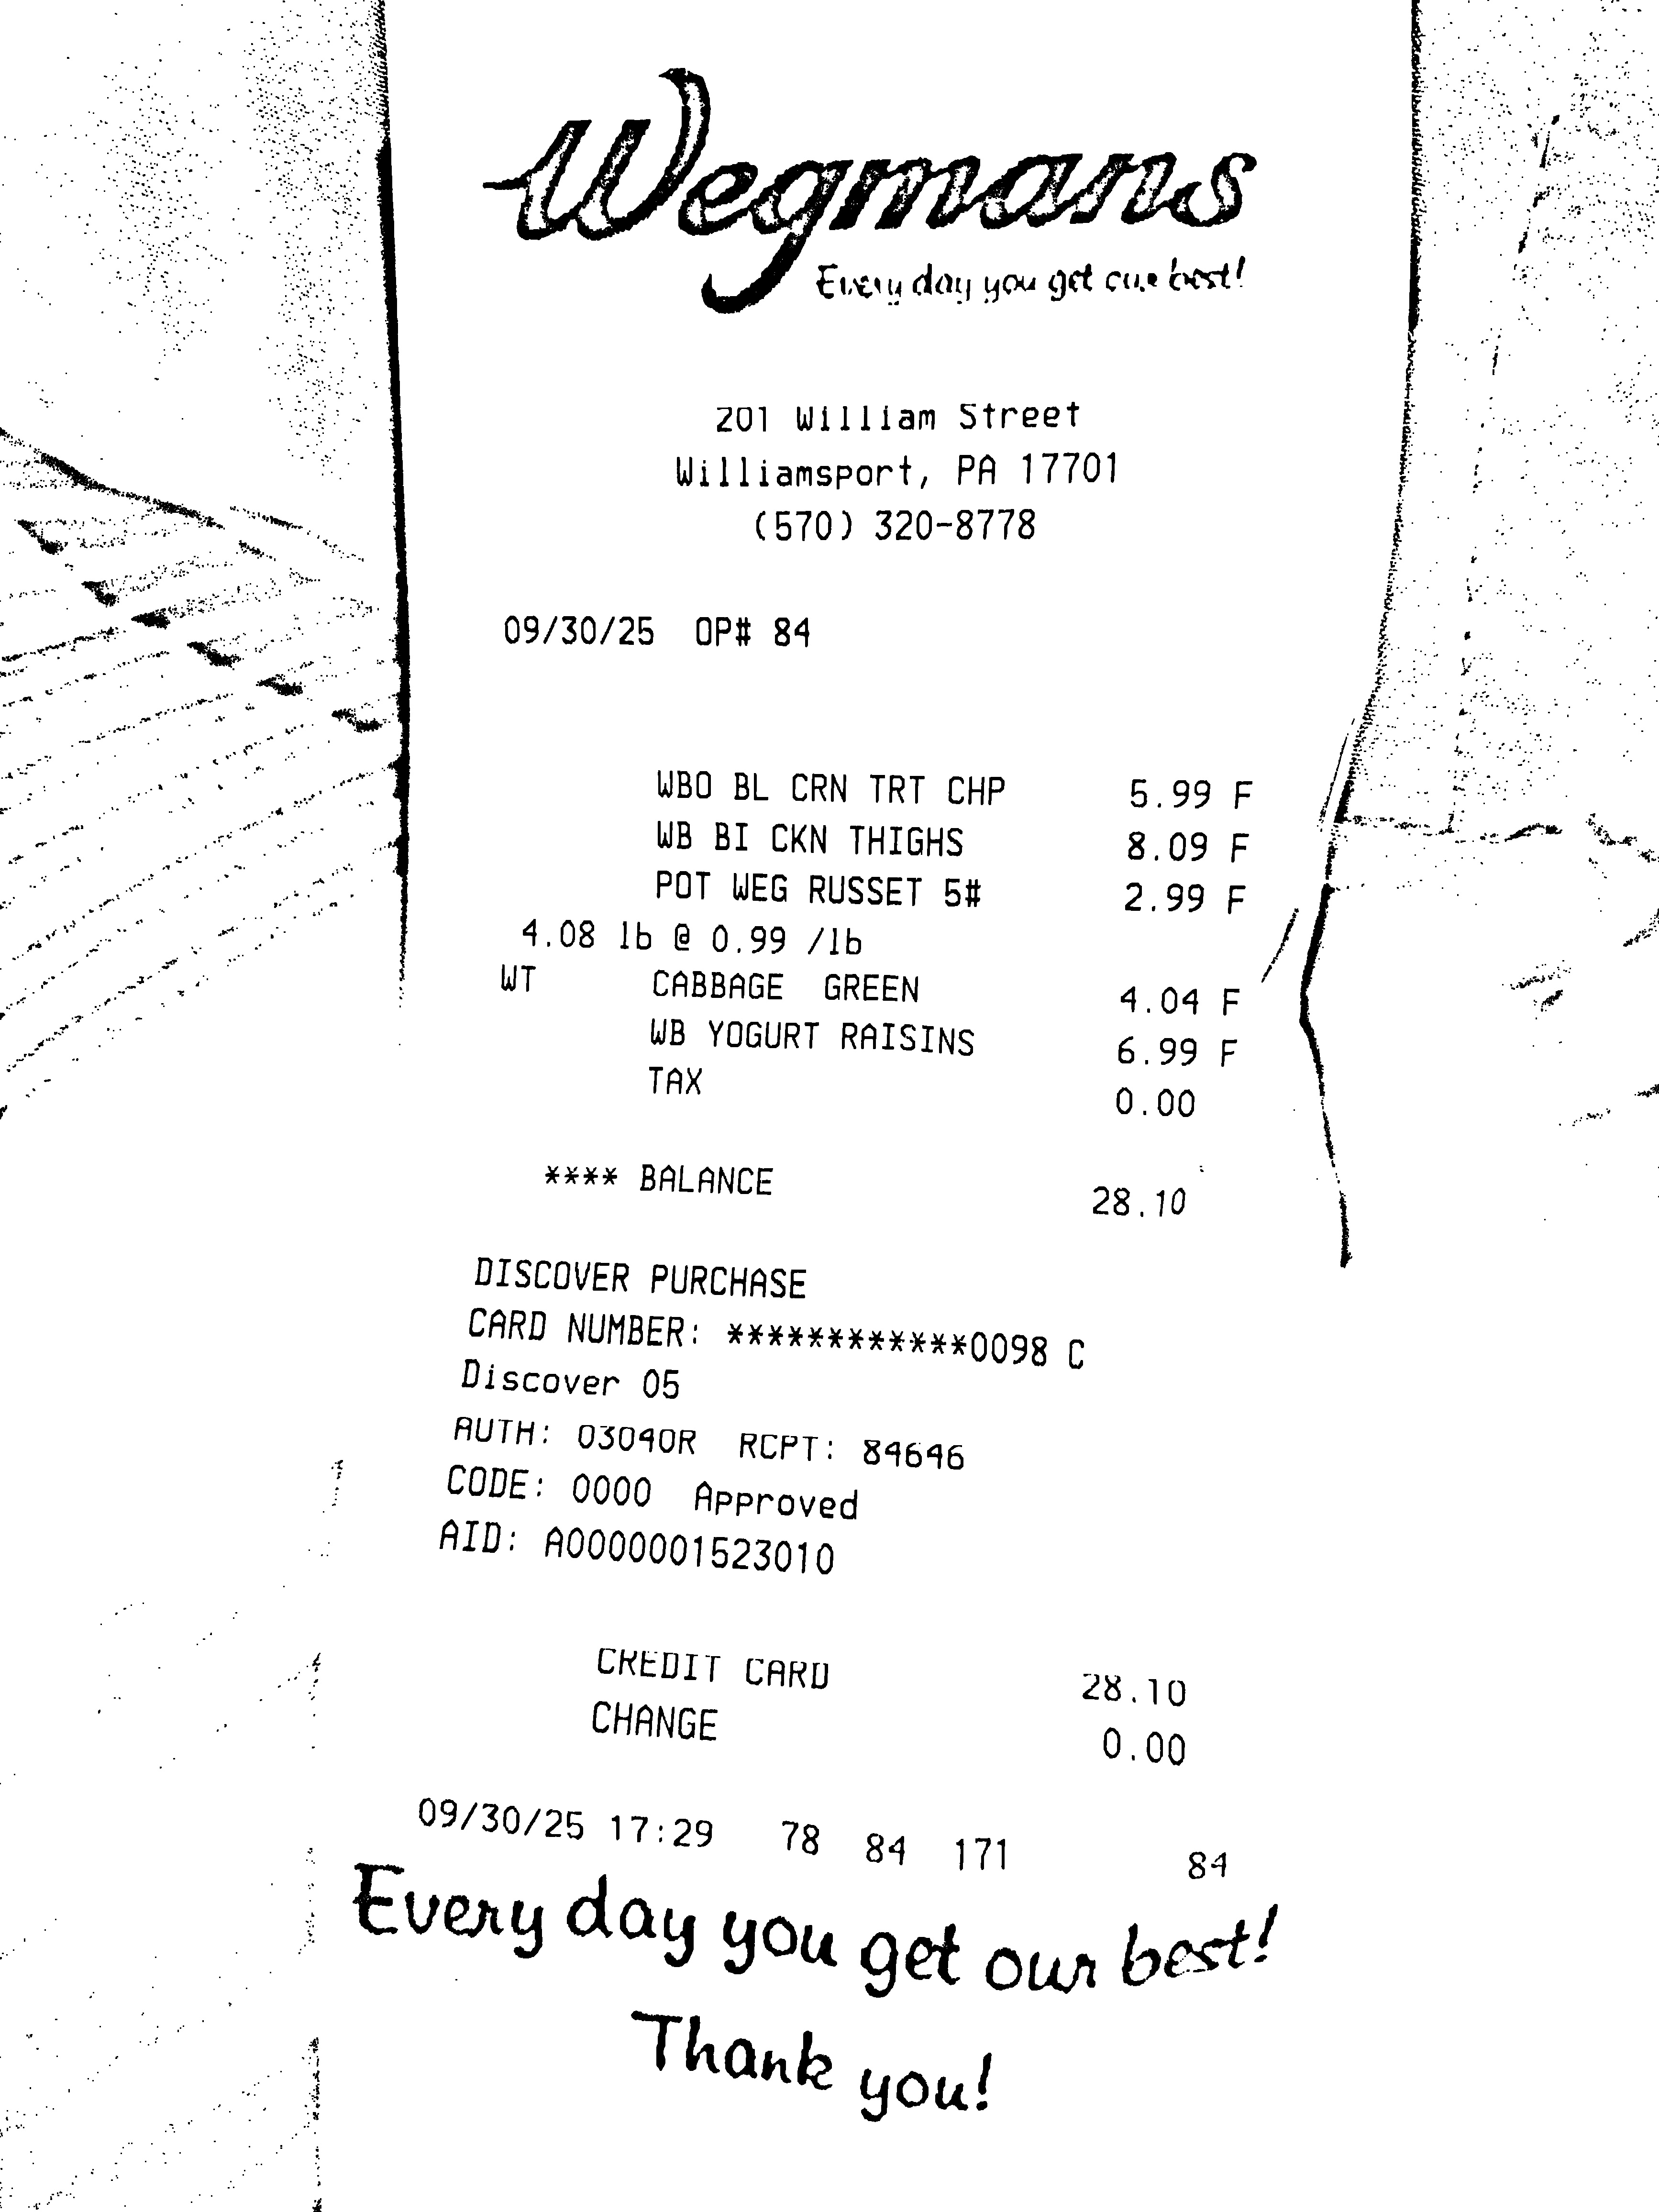 Wegmans
Every day you get our best!
201 William Street
Williamsport, PA 17701
(570) 320-8778
09/30/25 OP# 84
WBO BL CRN TRT CHP 5.99 F
WB BI CKN THIGHS 8.09 F
POT WEG RUSSET 5# 2.99 F
4.08 lb @ 0.99 /lb
WT CABBAGE GREEN 4.04 F
WB YOGURT RAISINS 6.99 F
TAX 0.00
**** BALANCE 28.10
DISCOVER PURCHASE
CARD NUMBER: ************0098 C
Discover 05
AUTH: 03040R RCPT: 84646
CODE: 0000 Approved
AID: A0000001523010
CREDIT CARD 28.10
CHANGE 0.00
09/30/25 17:29 78 84 171 84
Every day you get our best!
Thank you!